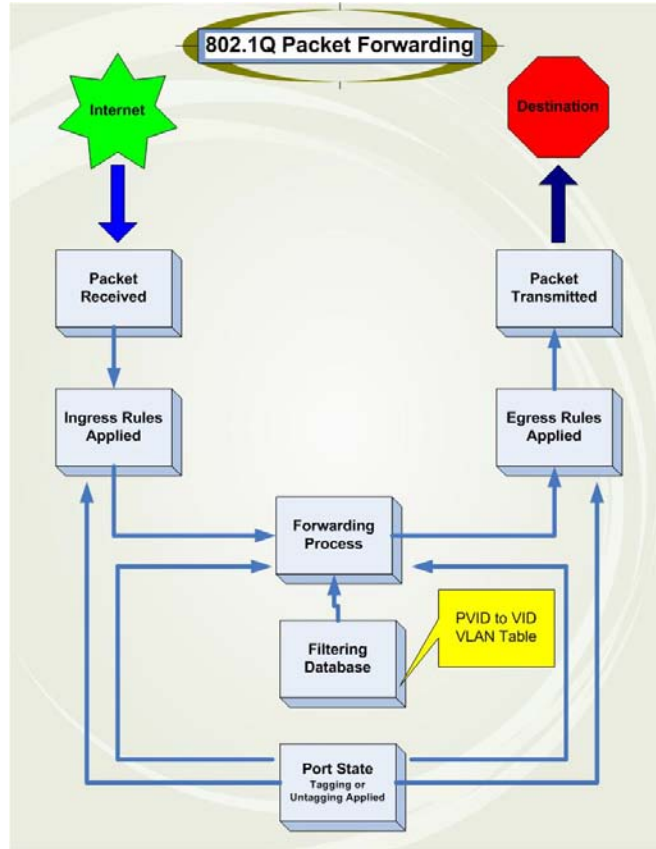 802.1Q Packet Forwarding
Internet
Destination
Packet
Received
Packet
Transmitted
Ingress Rules
Applied
Egress Rules
Applied
Forwarding
Process
PVID to VID
VLAN Table
Filtering
Database
Port State
Tagging or
Untagging Applied